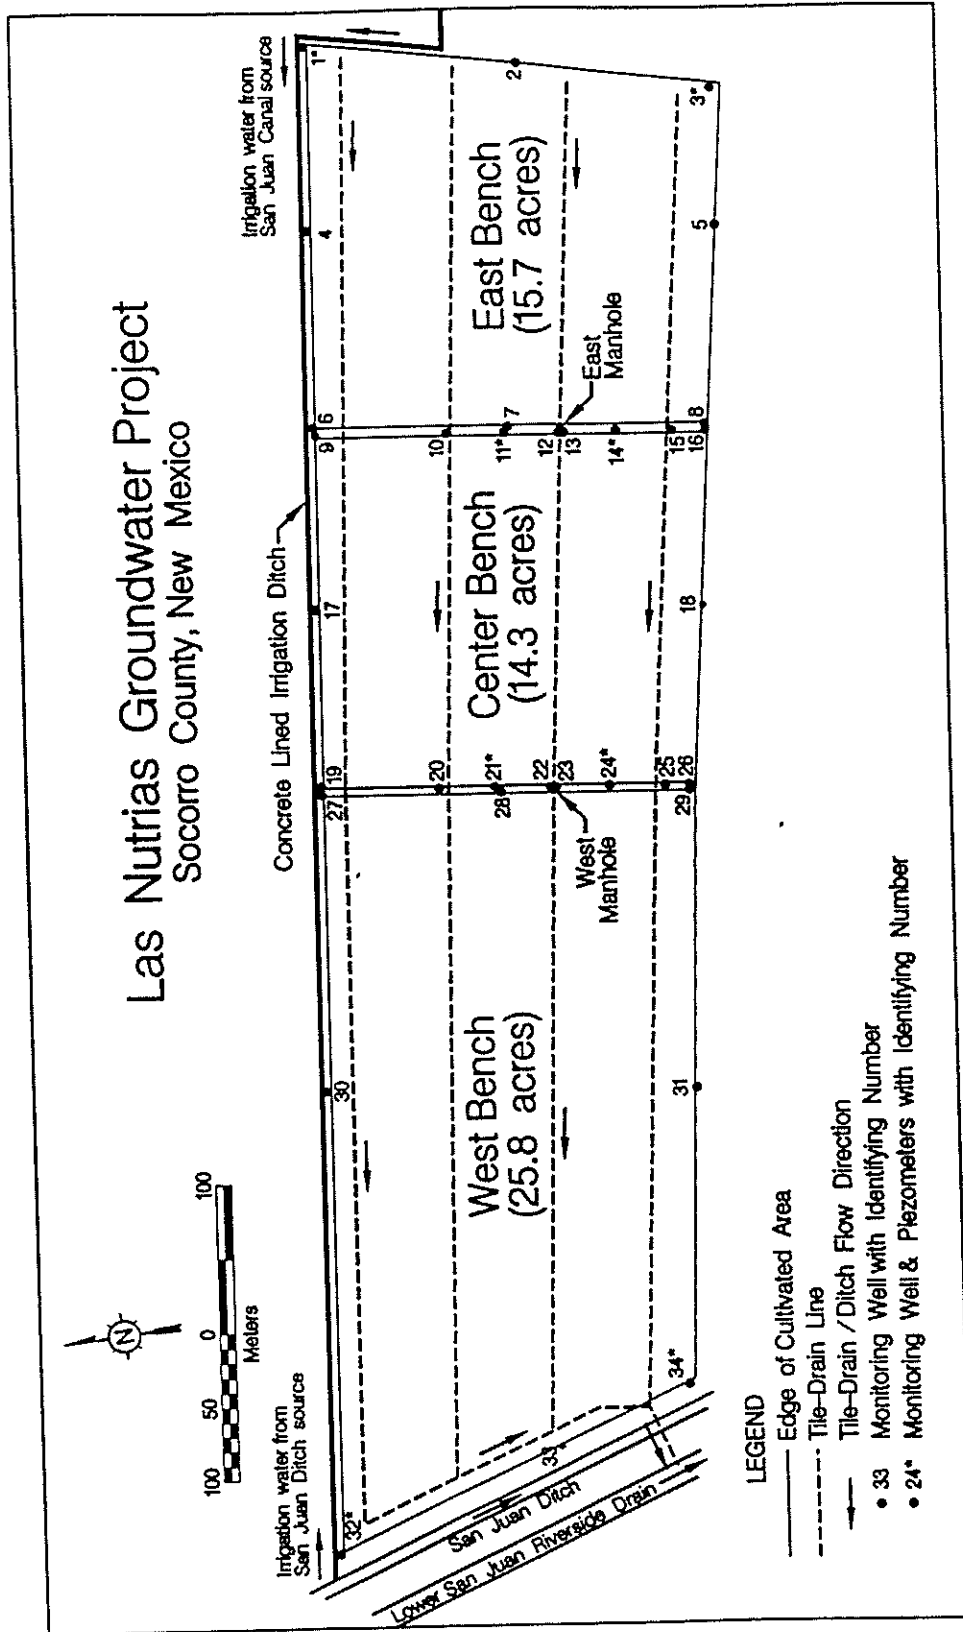 Las Nutrias Groundwater Project
Socorro County, New Mexico
N
100 50 0 100
Meters
Irrigation water from
San Juan Ditch source
Concrete Lined Irrigation Ditch
Irrigation water from
San Juan Canal source
32*
30
27
19
17
9
6
4
1*
2
3*
5
20
21*
28
22
23
24*
25
26
29
10
11*
7
12
13
14*
15
16
8
18
31
33
34*
West Bench
(25.8 acres)
Center Bench
(14.3 acres)
East Bench
(15.7 acres)
West
Manhole
East
Manhole
San Juan Ditch
Lower San Juan Riverside Drain
LEGEND
Edge of Cultivated Area
Tile-Drain Line
Tile-Drain / Ditch Flow Direction
33 Monitoring Well with Identifying Number
24* Monitoring Well & Piezometers with Identifying Number